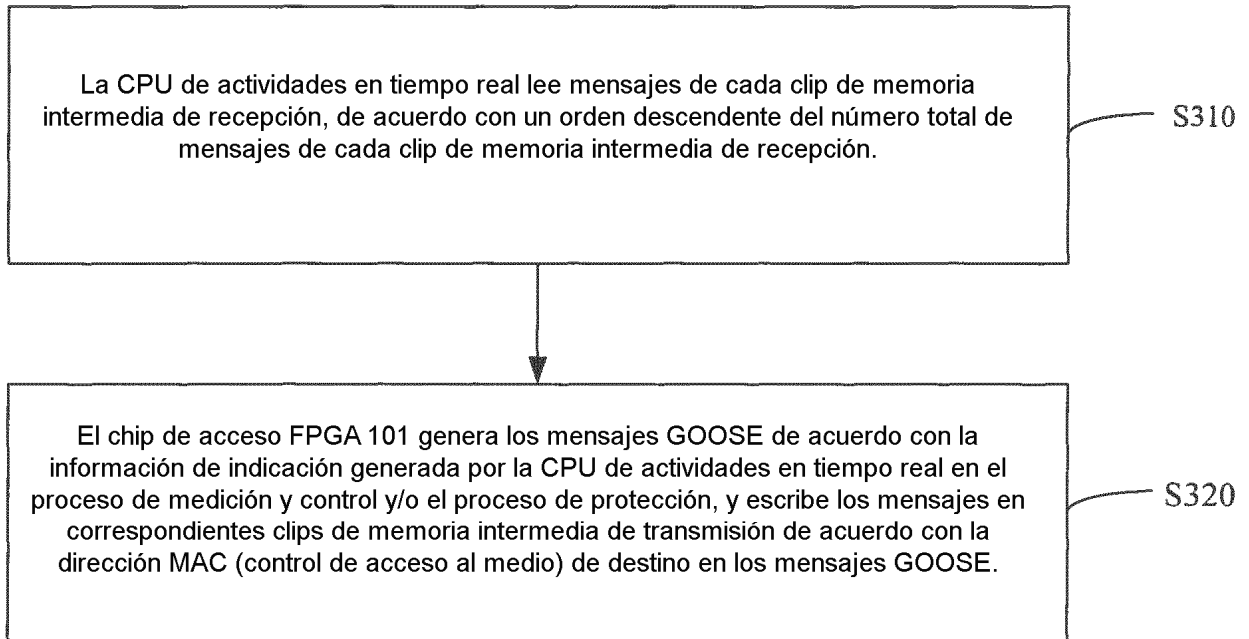 La CPU de actividades en tiempo real lee mensajes de cada clip de memoria
intermedia de recepción, de acuerdo con un orden descendente del número total de
mensajes de cada clip de memoria intermedia de recepción.
S310
El chip de acceso FPGA 101 genera los mensajes GOOSE de acuerdo con la
información de indicación generada por la CPU de actividades en tiempo real en el
proceso de medición y control y/o el proceso de protección, y escribe los mensajes en
correspondientes clips de memoria intermedia de transmisión de acuerdo con la
dirección MAC (control de acceso al medio) de destino en los mensajes GOOSE.
S320